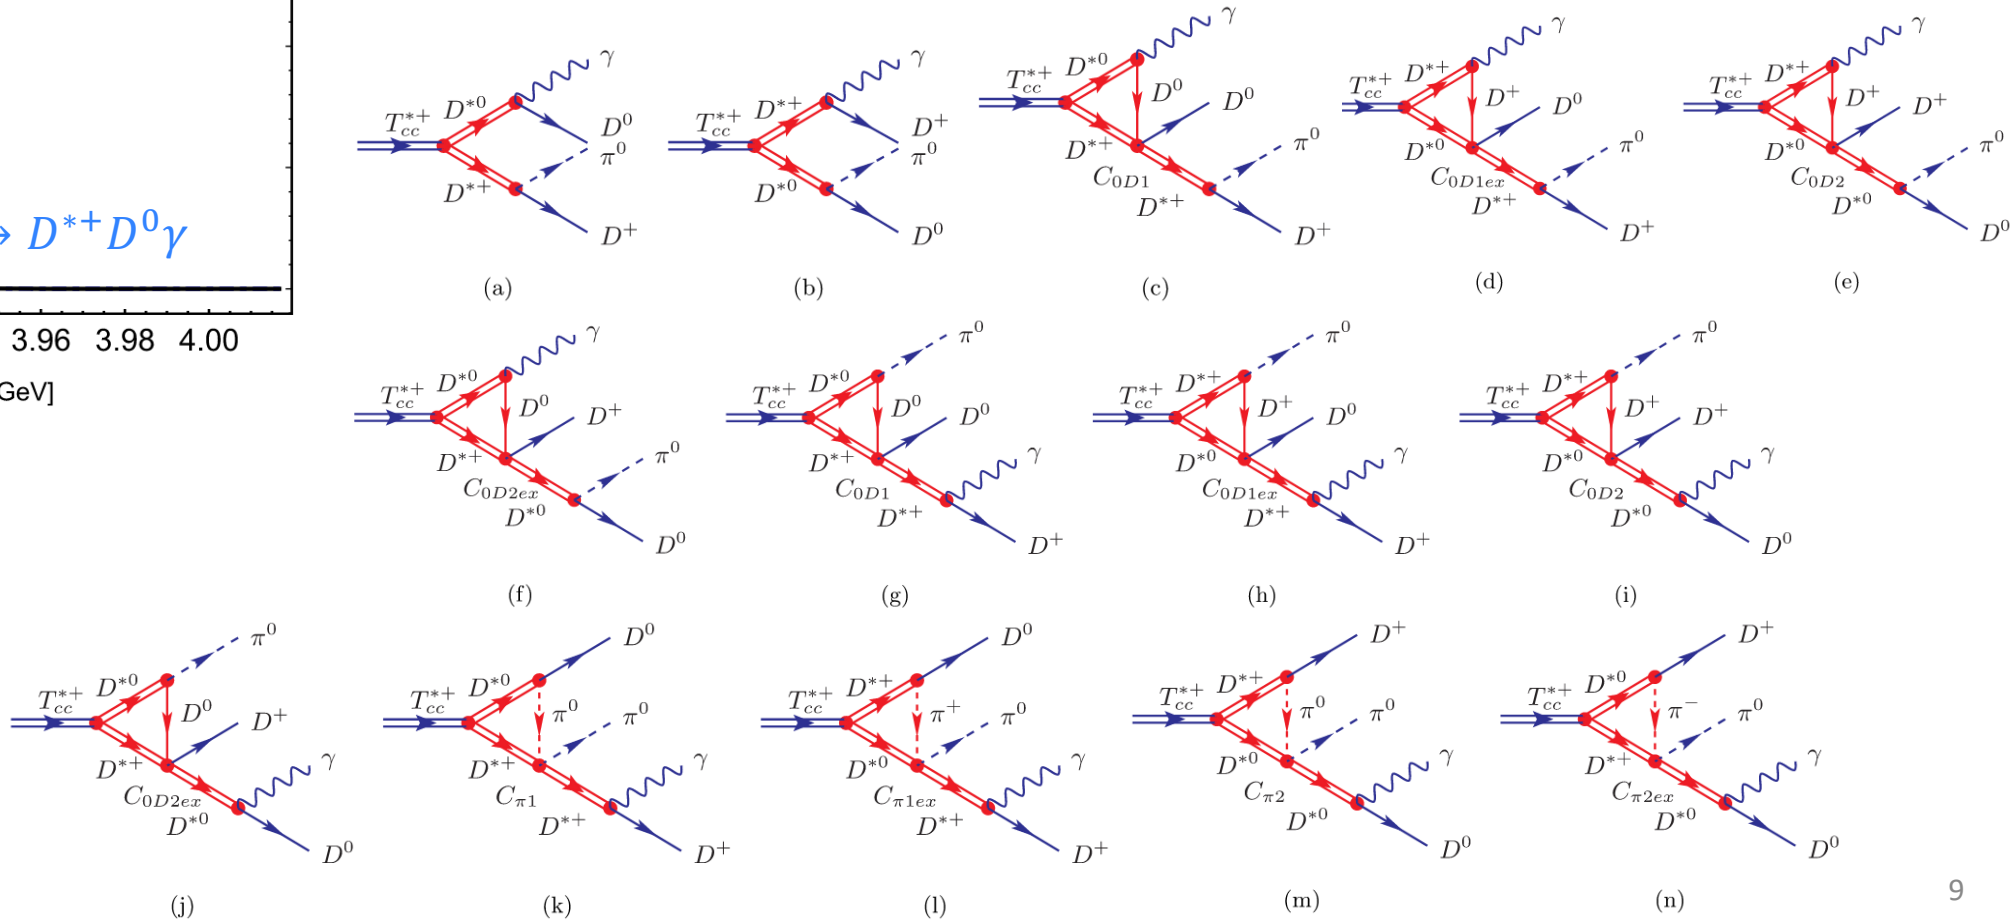 → D*+D0γ
3.96 3.98 4.00
GeV]
T*+cc D*0 γ D0 π0 D*+ D+
(a)
T*+cc D*+ γ D+ π0 D*0 D0
(b)
T*+cc D*0 γ D0 D0 π0 D*+ C0D1 D*+ D+
(c)
T*+cc D*+ γ D+ D0 π0 D*0 C0D1ex D*+ D+
(d)
T*+cc D*+ γ D+ D+ π0 D*0 C0D2 D*0 D0
(e)
T*+cc D*0 γ D0 D+ π0 D*+ C0D2ex D*0 D0
(f)
T*+cc D*0 π0 D0 D0 γ D*+ C0D1 D*+ D+
(g)
T*+cc D*+ π0 D+ D0 γ D*0 C0D1ex D*+ D+
(h)
T*+cc D*+ π0 D+ D+ γ D*0 C0D2 D*0 D0
(i)
T*+cc D*0 π0 D0 D+ γ D*+ C0D2ex D*0 D0
(j)
T*+cc D*0 D0 π0 π0 γ D*+ Cπ1 D*+ D+
(k)
T*+cc D*+ D0 π+ π0 γ D*0 Cπ1ex D*+ D+
(l)
T*+cc D*+ D+ π0 π0 γ D*0 Cπ2 D*0 D0
(m)
T*+cc D*0 D+ π− π0 γ D*+ Cπ2ex D*0 D0
(n)
9